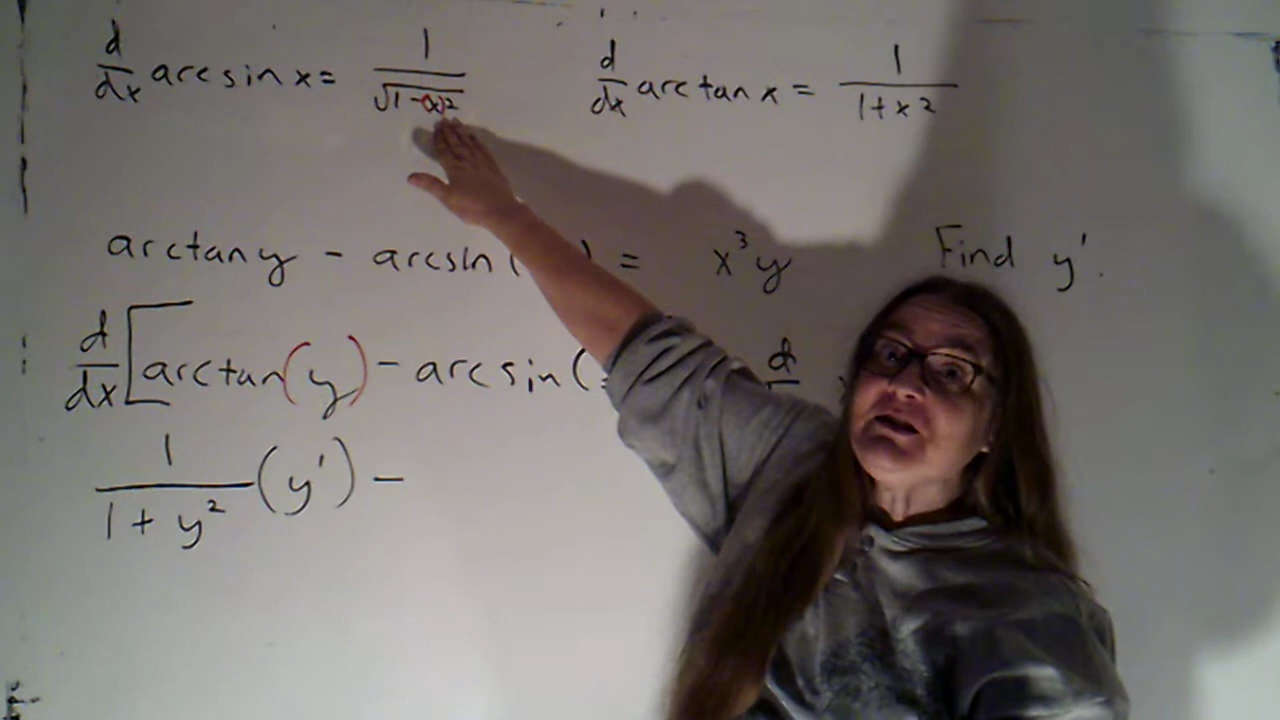 d/dx arcsin x = 1/√(1-(x)²) d/dx arctan x = 1/(1+x²)
arctan y - arcsin( ) = x³y Find y'.
d/dx [arctan(y) - arcsin( d/
1/(1+y²) (y') -